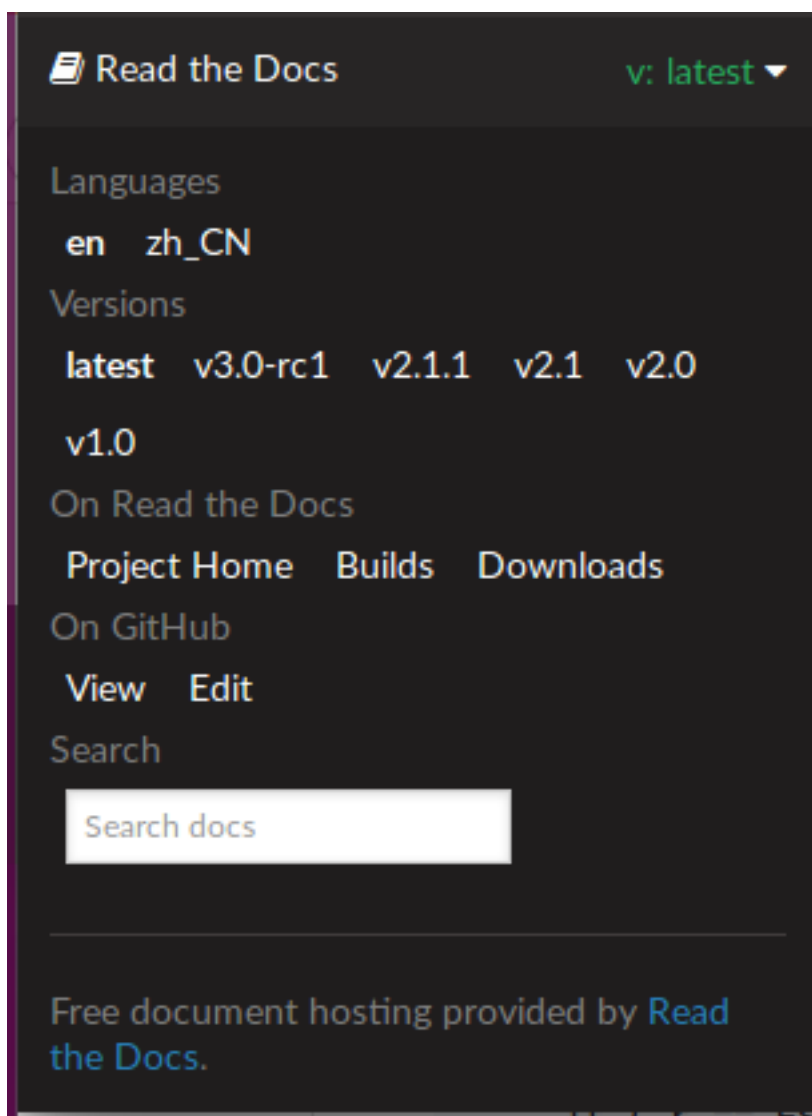 Read the Docs v: latest
Languages
en zh_CN
Versions
latest v3.0-rc1 v2.1.1 v2.1 v2.0
v1.0
On Read the Docs
Project Home Builds Downloads
On GitHub
View Edit
Search
Search docs
Free document hosting provided by Read
the Docs.